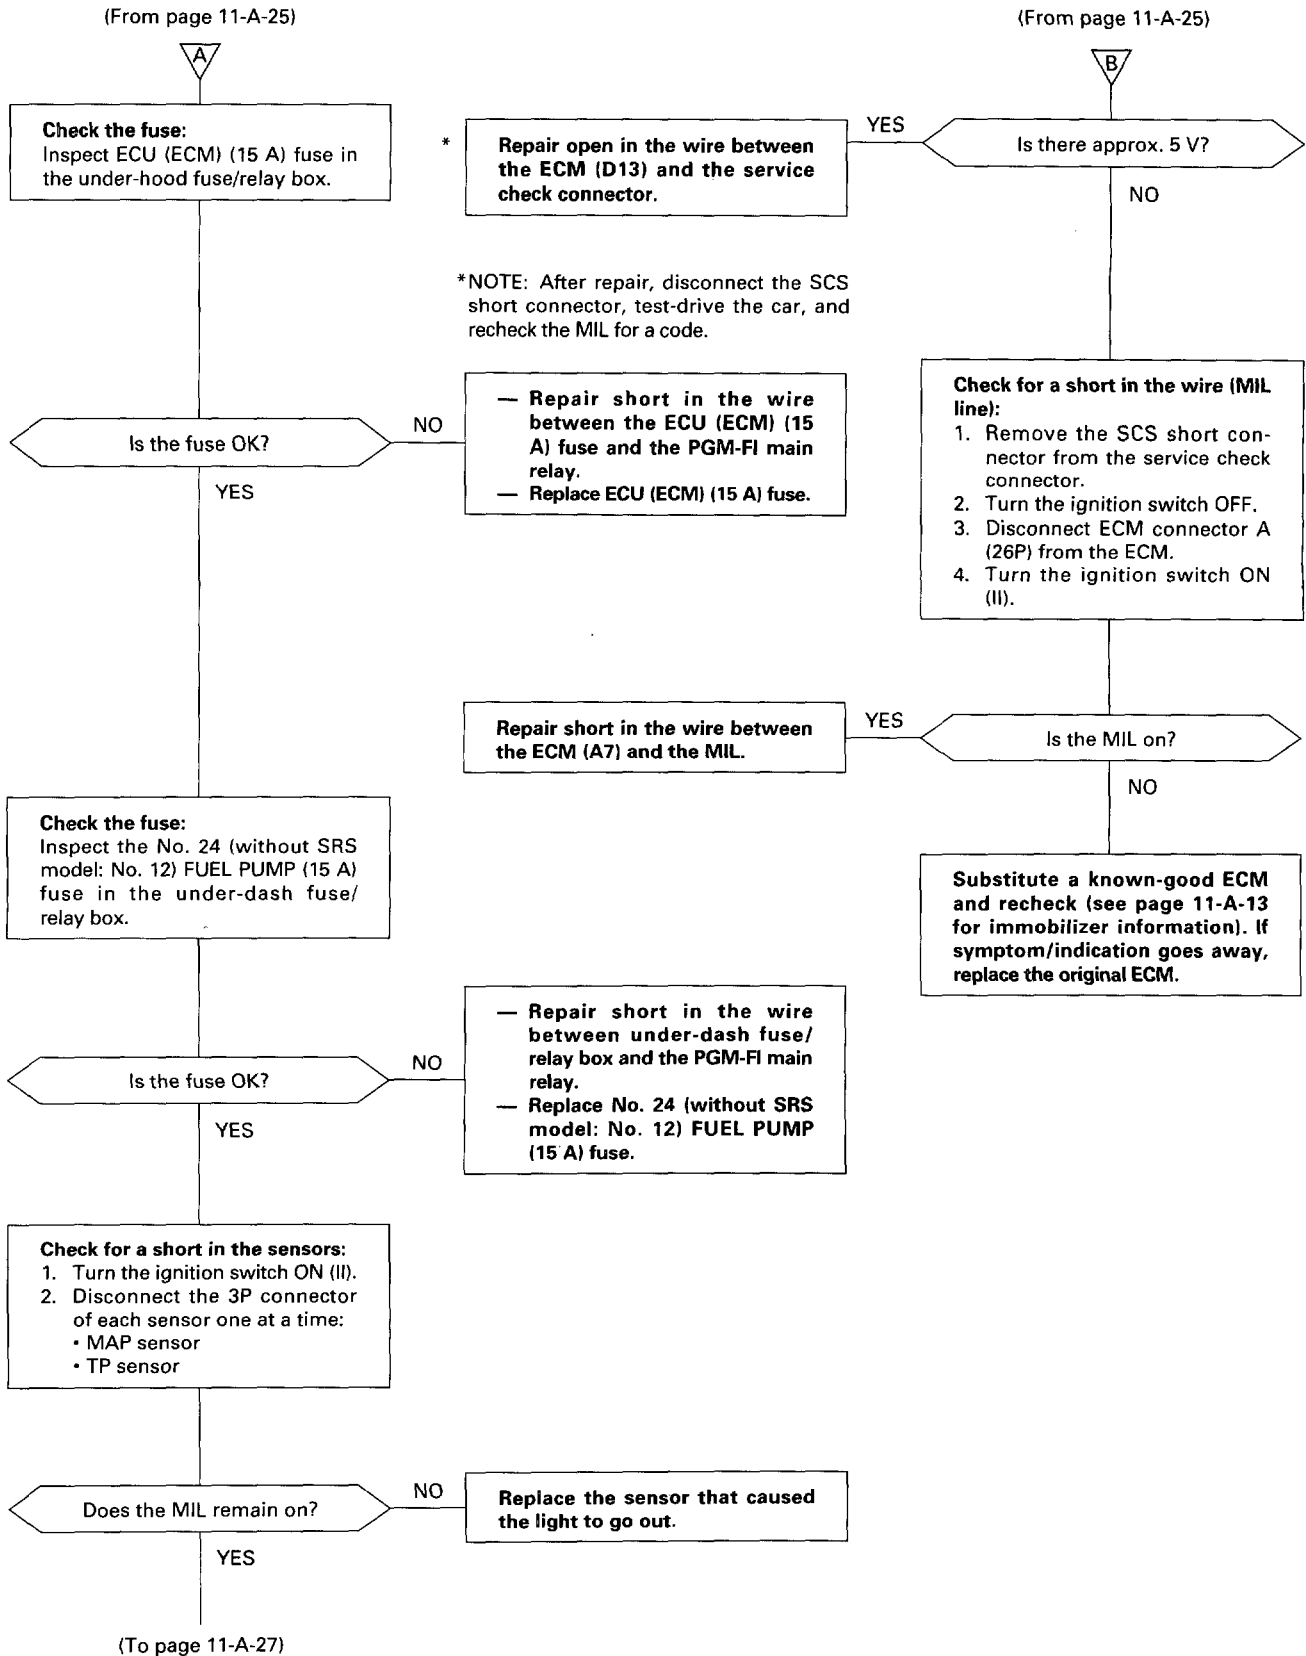 (From page 11-A-25)
A
Check the fuse:
Inspect ECU (ECM) (15 A) fuse in
the under-hood fuse/relay box.
Is the fuse OK?
NO
— Repair short in the wire
between the ECU (ECM) (15
A) fuse and the PGM-FI main
relay.
— Replace ECU (ECM) (15 A) fuse.
YES
Check the fuse:
Inspect the No. 24 (without SRS
model: No. 12) FUEL PUMP (15 A)
fuse in the under-dash fuse/
relay box.
Is the fuse OK?
NO
— Repair short in the wire
between under-dash fuse/
relay box and the PGM-FI main
relay.
— Replace No. 24 (without SRS
model: No. 12) FUEL PUMP
(15 A) fuse.
YES
Check for a short in the sensors:
1. Turn the ignition switch ON (II).
2. Disconnect the 3P connector
of each sensor one at a time:
• MAP sensor
• TP sensor
Does the MIL remain on?
NO
Replace the sensor that caused
the light to go out.
YES
(To page 11-A-27)
(From page 11-A-25)
B
Is there approx. 5 V?
YES
*
Repair open in the wire between
the ECM (D13) and the service
check connector.
*NOTE: After repair, disconnect the SCS
short connector, test-drive the car, and
recheck the MIL for a code.
NO
Check for a short in the wire (MIL
line):
1. Remove the SCS short con-
nector from the service check
connector.
2. Turn the ignition switch OFF.
3. Disconnect ECM connector A
(26P) from the ECM.
4. Turn the ignition switch ON
(II).
Is the MIL on?
YES
Repair short in the wire between
the ECM (A7) and the MIL.
NO
Substitute a known-good ECM
and recheck (see page 11-A-13
for immobilizer information). If
symptom/indication goes away,
replace the original ECM.